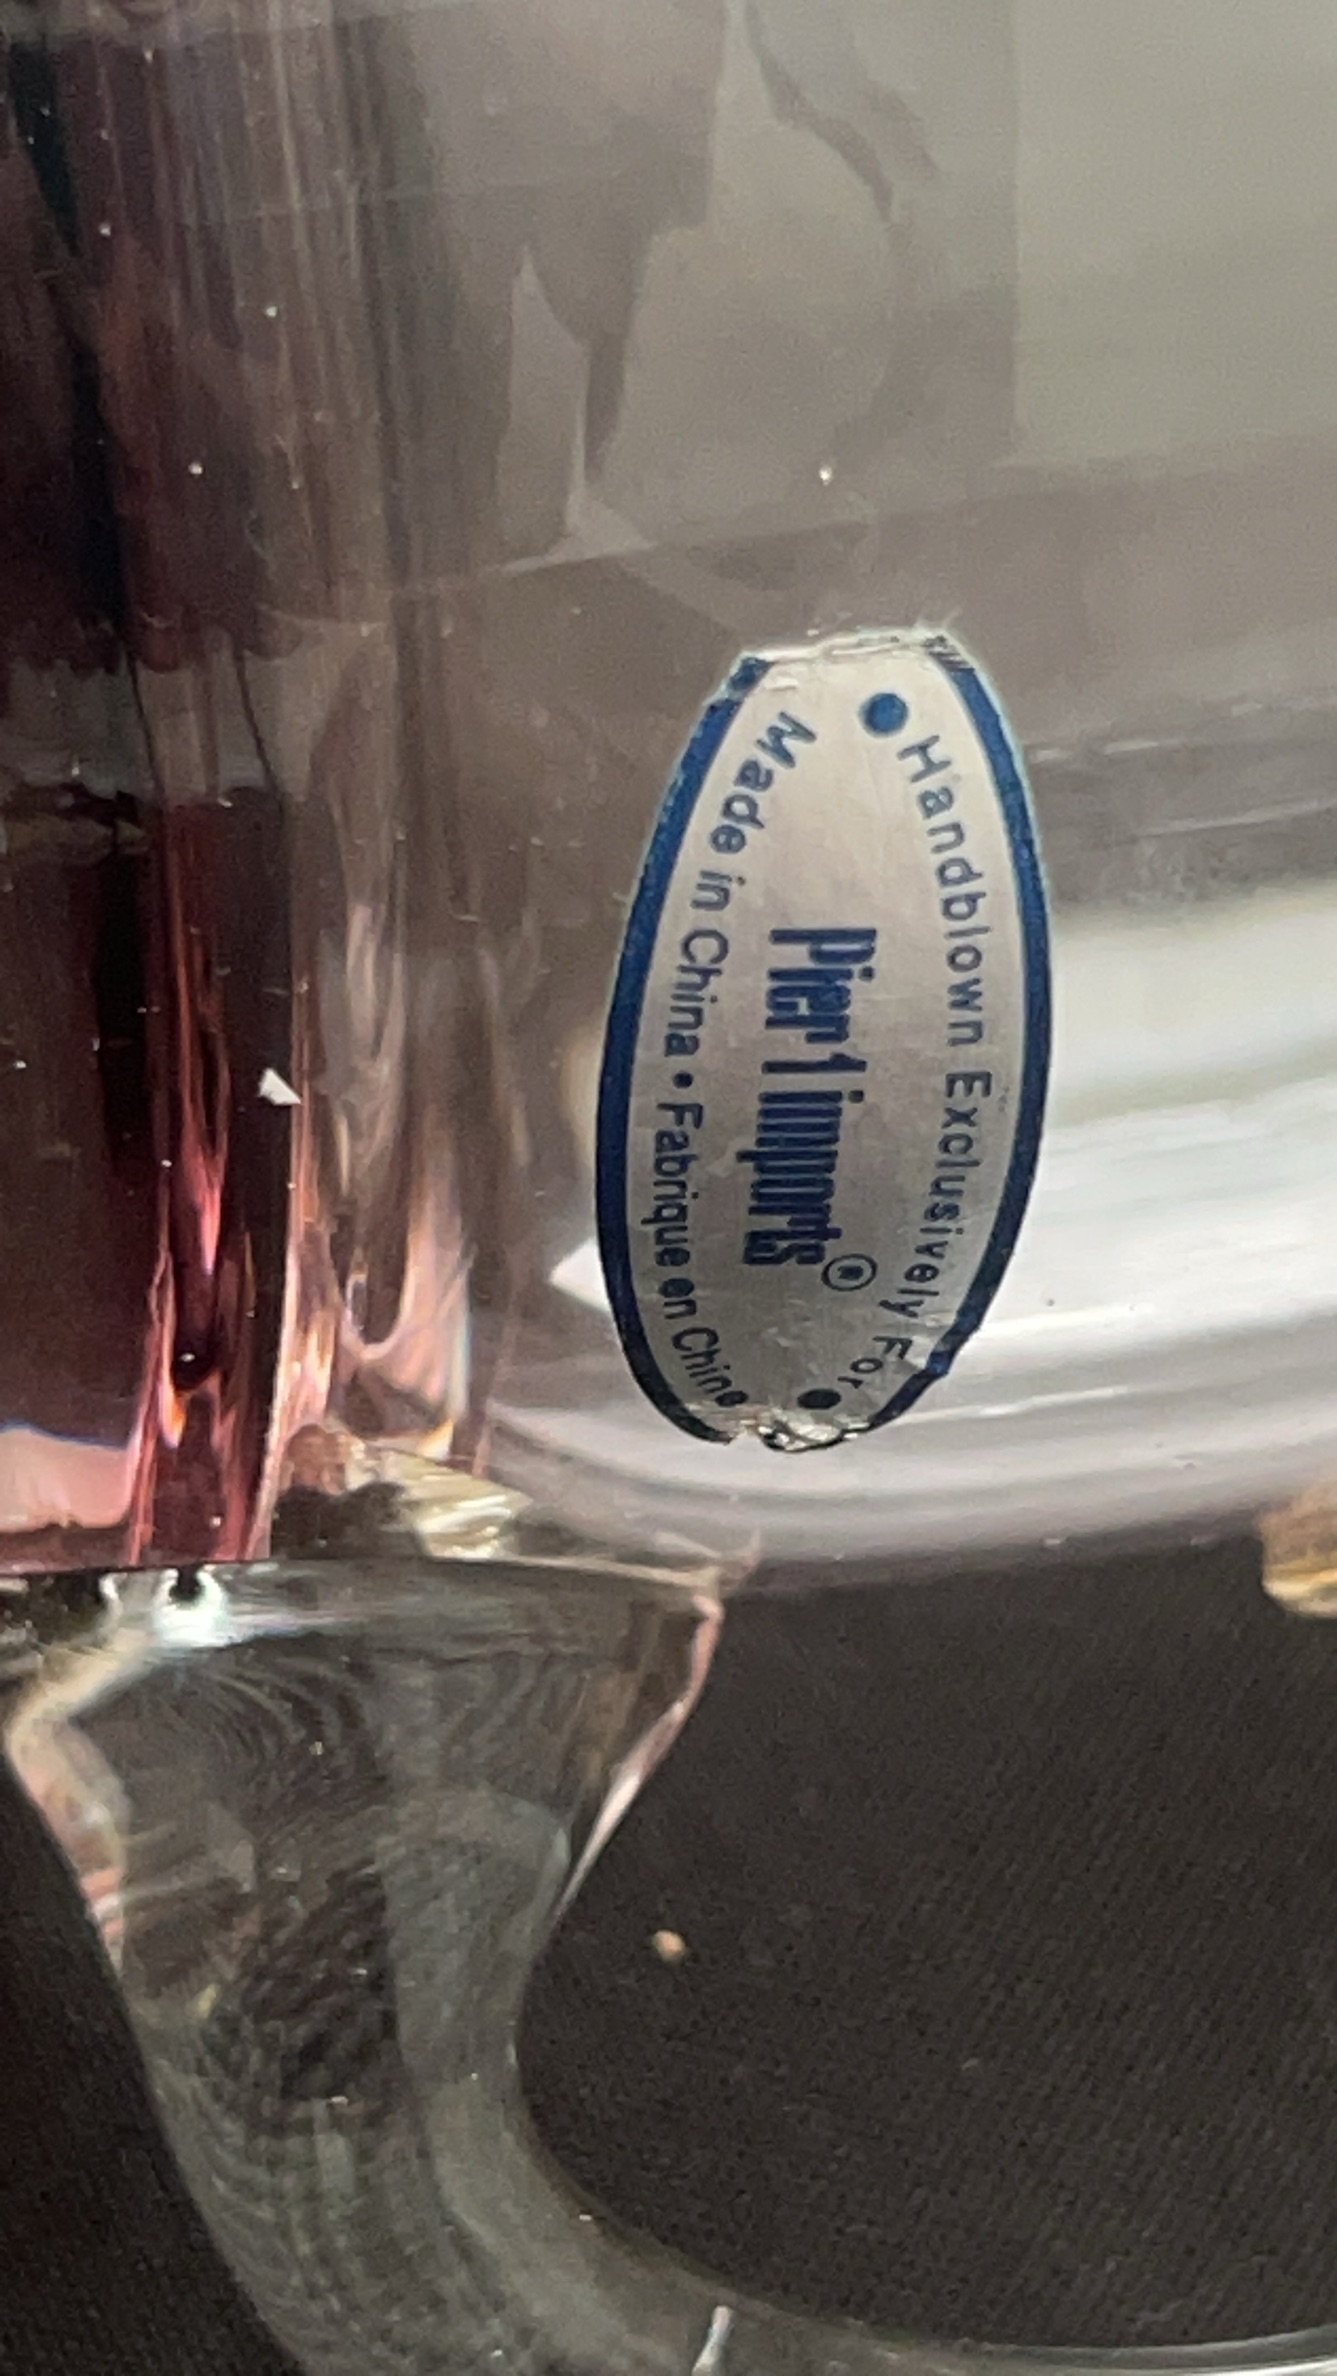 Handblown Exclusively For
Pier 1 imports®
Made in China • Fabrique en Chine